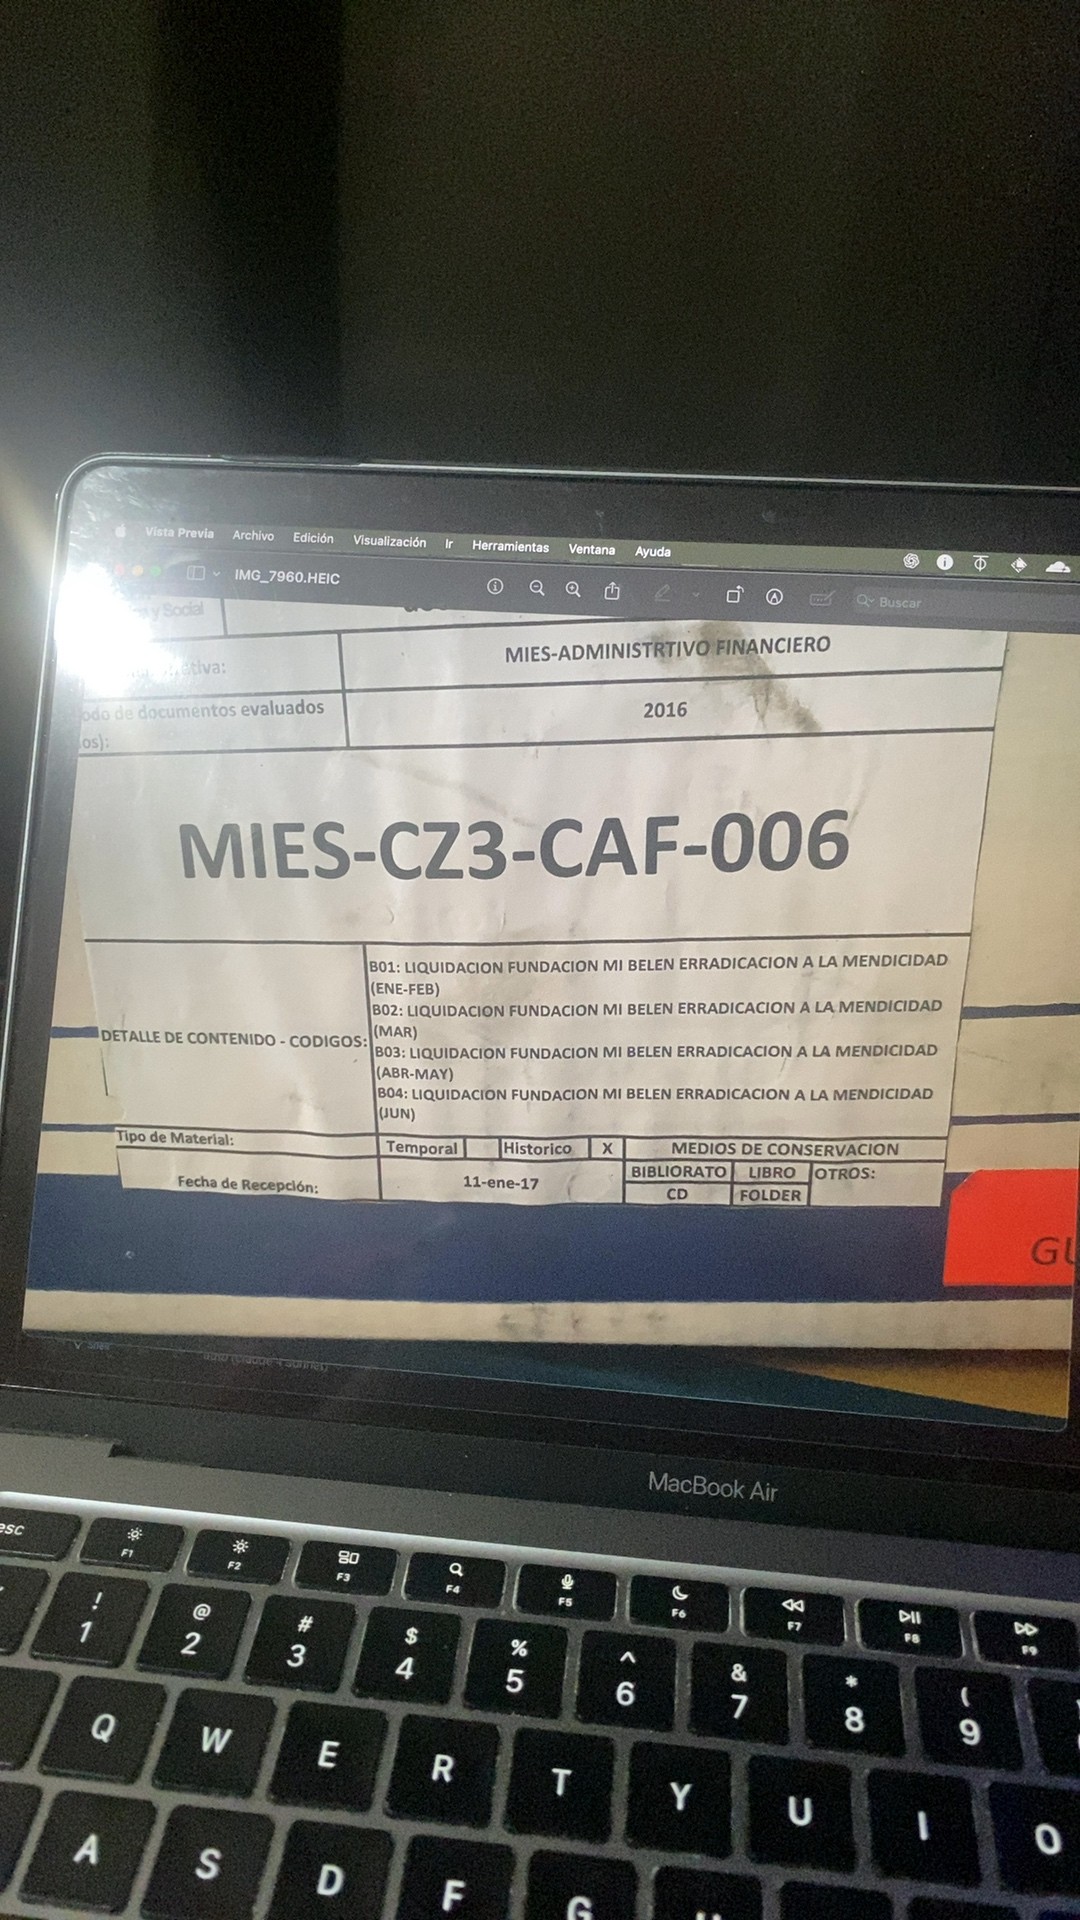 Vista Previa Archivo Edición Visualización Ir Herramientas Ventana Ayuda
IMG_7960.HEIC
Buscar
y Social
MIES-ADMINISTRTIVO FINANCIERO
de documentos evaluados
2016
MIES-CZ3-CAF-006
DETALLE DE CONTENIDO - CODIGOS:
B01: LIQUIDACION FUNDACION MI BELEN ERRADICACION A LA MENDICIDAD
(ENE-FEB)
B02: LIQUIDACION FUNDACION MI BELEN ERRADICACION A LA MENDICIDAD
(MAR)
B03: LIQUIDACION FUNDACION MI BELEN ERRADICACION A LA MENDICIDAD
(ABR-MAY)
B04: LIQUIDACION FUNDACION MI BELEN ERRADICACION A LA MENDICIDAD
(JUN)
Tipo de Material:
Temporal Historico X MEDIOS DE CONSERVACION
Fecha de Recepción:
11-ene-17
BIBLIORATO LIBRO OTROS:
CD FOLDER
MacBook Air
esc
F1 F2 F3 F4 F5 F6 F7 F8 F9
! @ # $ % ^ & * (
1 2 3 4 5 6 7 8 9
Q W E R T Y U I O
A S D F G